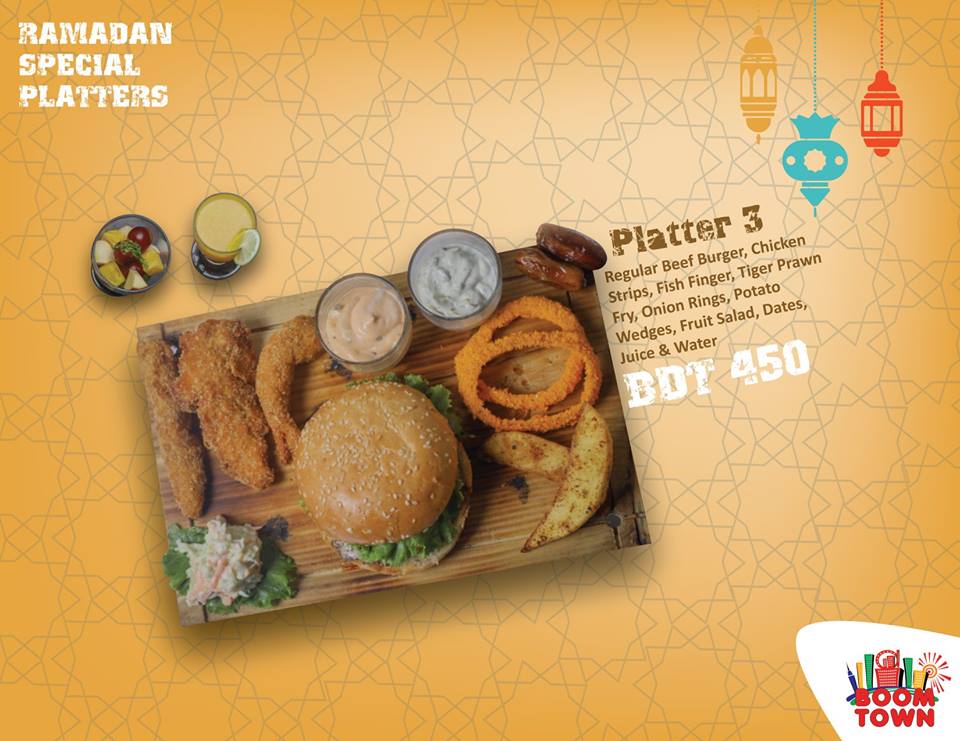 RAMADAN
SPECIAL
PLATTERS
Platter 3
Regular Beef Burger, Chicken
Strips, Fish Finger, Tiger Prawn
Fry, Onion Rings, Potato
Wedges, Fruit Salad, Dates,
Juice & Water
BDT 450
BOOM
TOWN